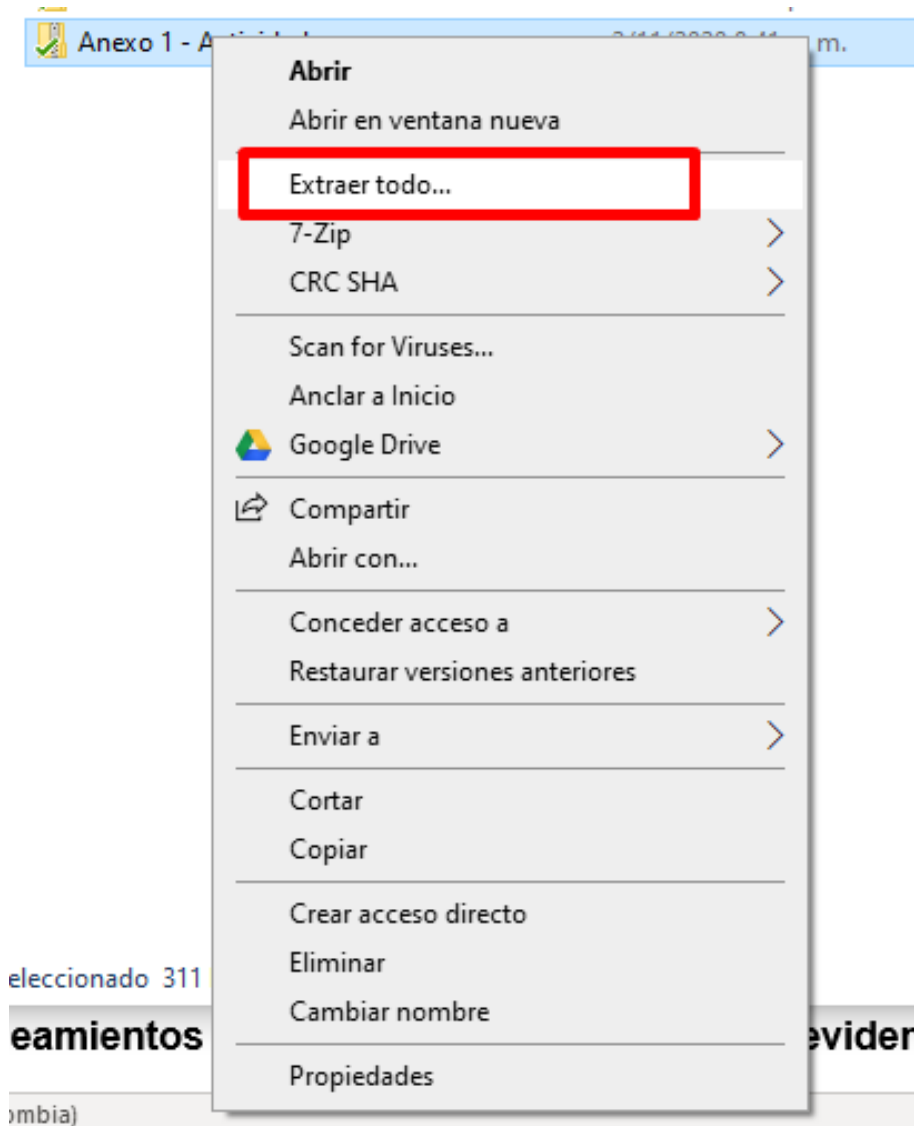 Anexo 1 - A
m.
Abrir
Abrir en ventana nueva
Extraer todo...
7-Zip
CRC SHA
Scan for Viruses...
Anclar a Inicio
Google Drive
Compartir
Abrir con...
Conceder acceso a
Restaurar versiones anteriores
Enviar a
Cortar
Copiar
Crear acceso directo
Eliminar
eleccionado 311
Cambiar nombre
eamientos eviden
Propiedades
ombia)